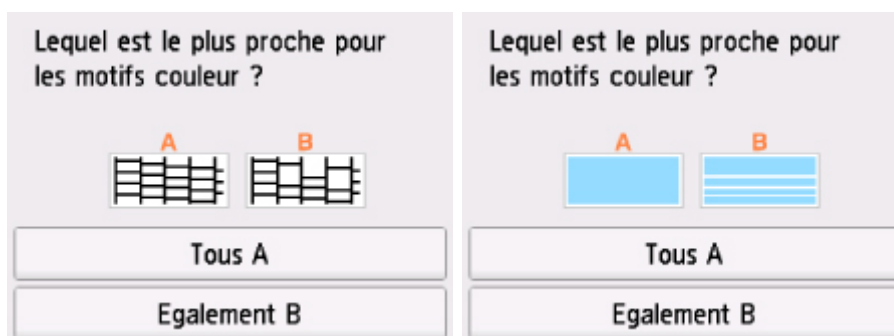 Lequel est le plus proche pour
les motifs couleur ?
A B
Tous A
Egalement B
Lequel est le plus proche pour
les motifs couleur ?
A B
Tous A
Egalement B